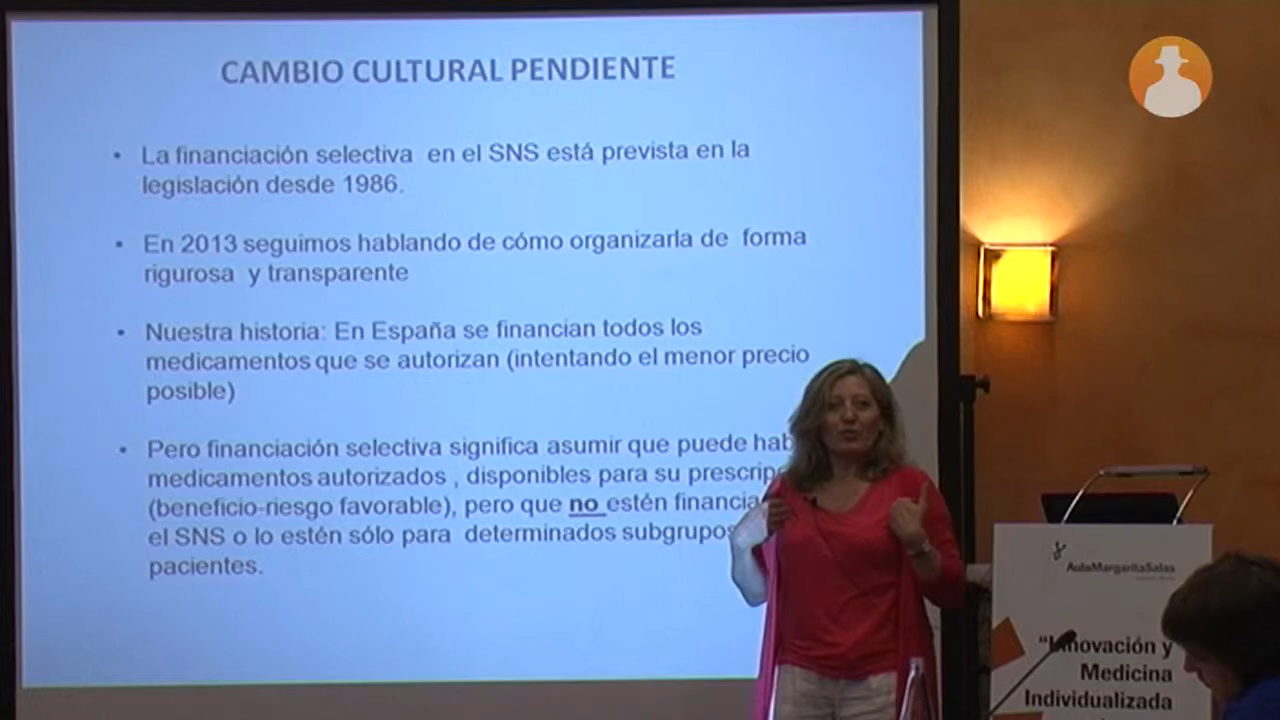 CAMBIO CULTURAL PENDIENTE
• La financiación selectiva en el SNS está prevista en la
legislación desde 1986.
• En 2013 seguimos hablando de cómo organizarla de forma
rigurosa y transparente
• Nuestra historia: En España se financian todos los
medicamentos que se autorizan (intentando el menor precio
posible)
• Pero financiación selectiva significa asumir que puede hab
medicamentos autorizados , disponibles para su prescripc
(beneficio-riesgo favorable), pero que no estén financia
el SNS o lo estén sólo para determinados subgrupos
pacientes.
AulaMargaritaSalas
“Innovación y
Medicina
Individualizada